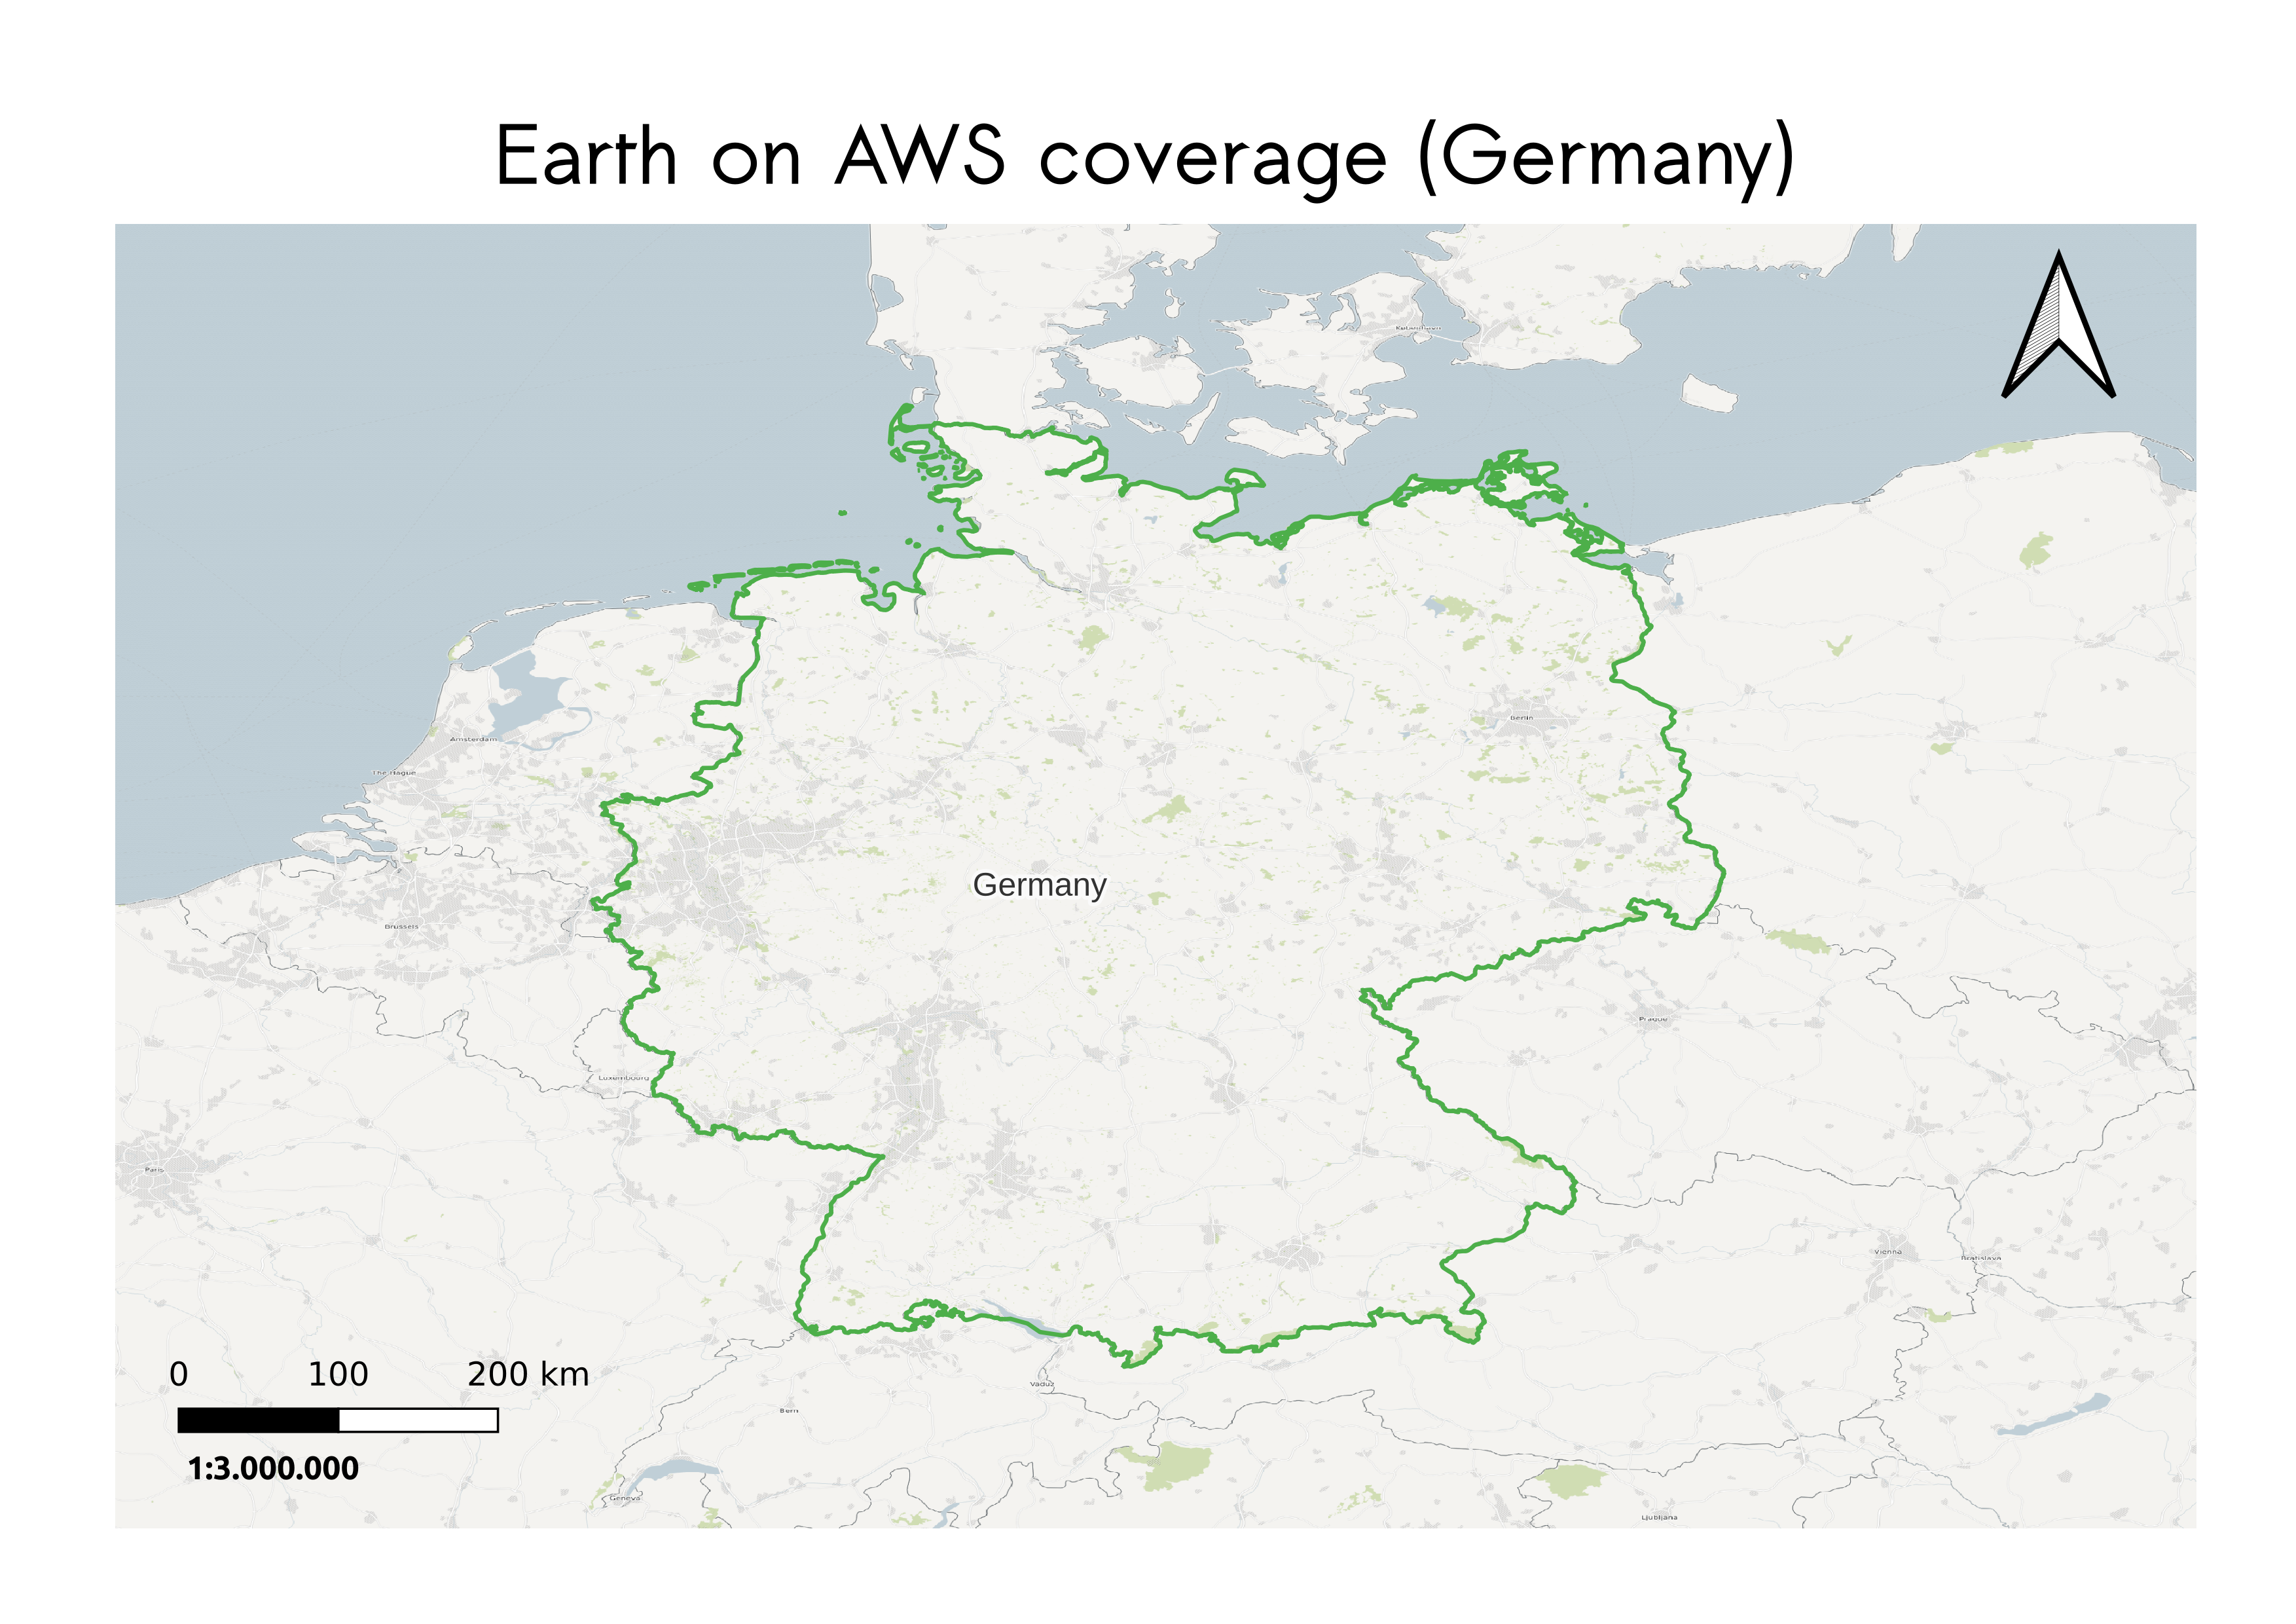 Earth on AWS coverage (Germany)
København
Berlin
Amsterdam
The Hague
Germany
Brussels
Prague
Luxembourg
Paris
Vienna
Bratislava
0 100 200 km
Vaduz
Bern
1:3.000.000
Geneva
Ljubljana